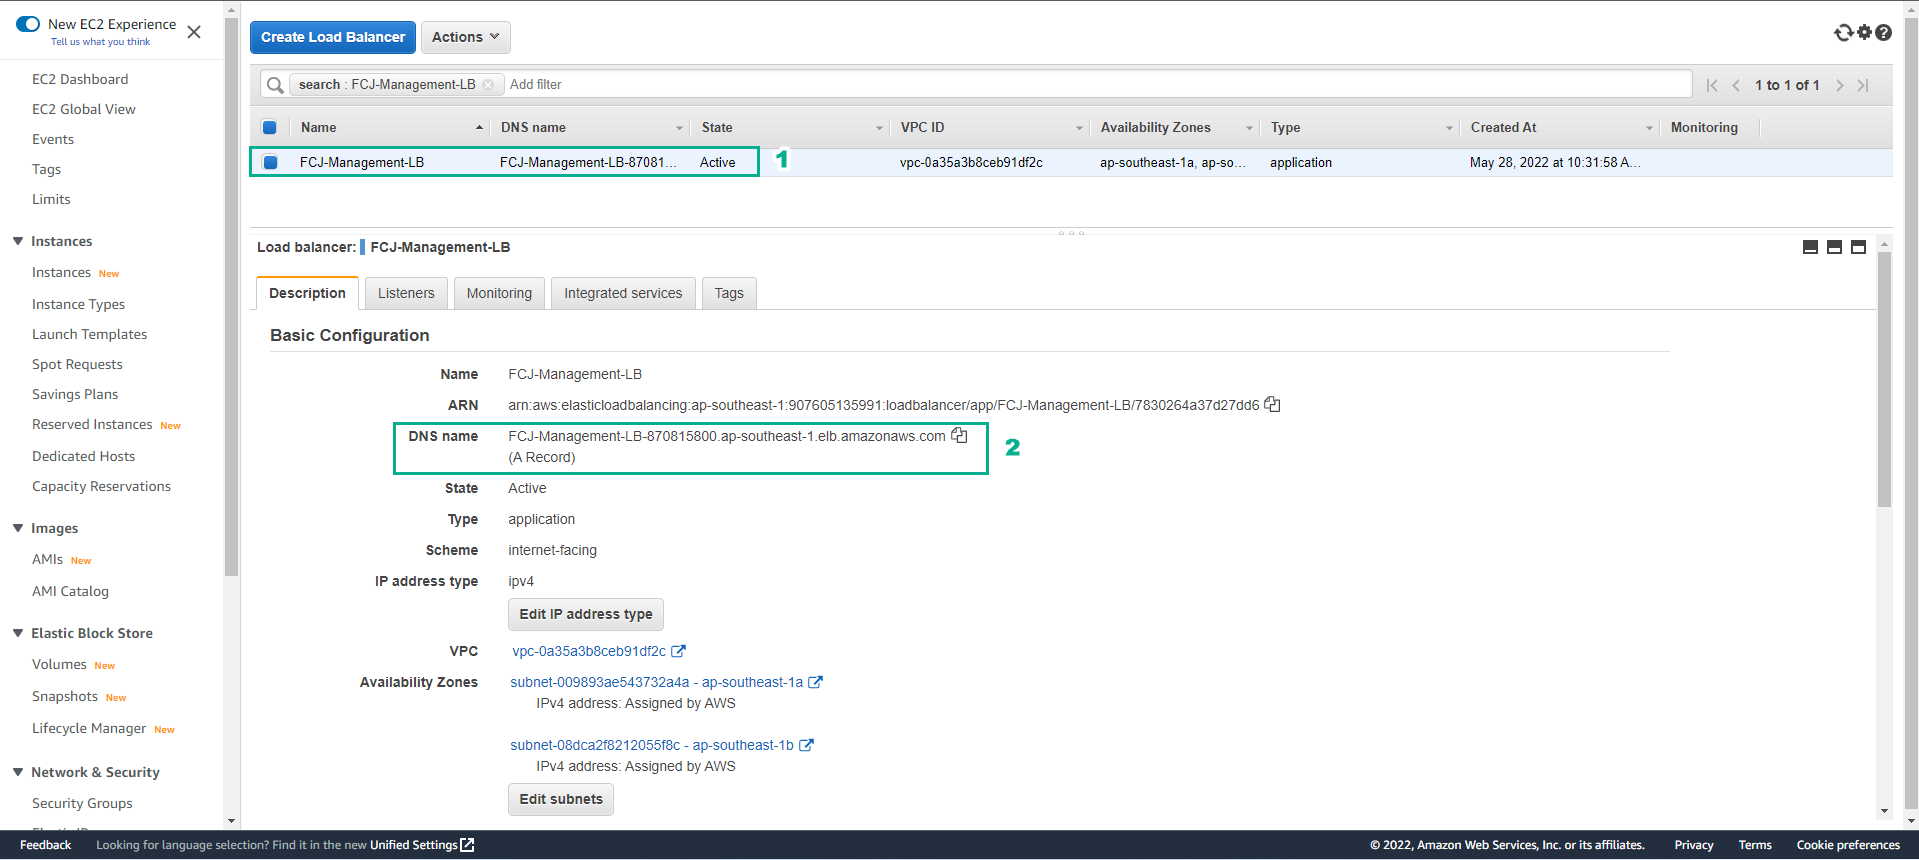 New EC2 Experience
Tell us what you think
EC2 Dashboard
EC2 Global View
Events
Tags
Limits
Instances
Instances New
Instance Types
Launch Templates
Spot Requests
Savings Plans
Reserved Instances New
Dedicated Hosts
Capacity Reservations
Images
AMIs New
AMI Catalog
Elastic Block Store
Volumes New
Snapshots New
Lifecycle Manager New
Network & Security
Security Groups
Create Load Balancer Actions
search : FCJ-Management-LB Add filter 1 to 1 of 1
Name DNS name State VPC ID Availability Zones Type Created At Monitoring
FCJ-Management-LB FCJ-Management-LB-87081... Active 1 vpc-0a35a3b8ceb91df2c ap-southeast-1a, ap-so... application May 28, 2022 at 10:31:58 A...
Load balancer: FCJ-Management-LB
Description Listeners Monitoring Integrated services Tags
Basic Configuration
Name FCJ-Management-LB
ARN arn:aws:elasticloadbalancing:ap-southeast-1:907605135991:loadbalancer/app/FCJ-Management-LB/7830264a37d27dd6
DNS name FCJ-Management-LB-870815800.ap-southeast-1.elb.amazonaws.com
(A Record)
2
State Active
Type application
Scheme internet-facing
IP address type ipv4
Edit IP address type
VPC vpc-0a35a3b8ceb91df2c
Availability Zones subnet-009893ae543732a4a - ap-southeast-1a
IPv4 address: Assigned by AWS
subnet-08dca2f8212055f8c - ap-southeast-1b
IPv4 address: Assigned by AWS
Edit subnets
Feedback Looking for language selection? Find it in the new Unified Settings © 2022, Amazon Web Services, Inc. or its affiliates. Privacy Terms Cookie preferences